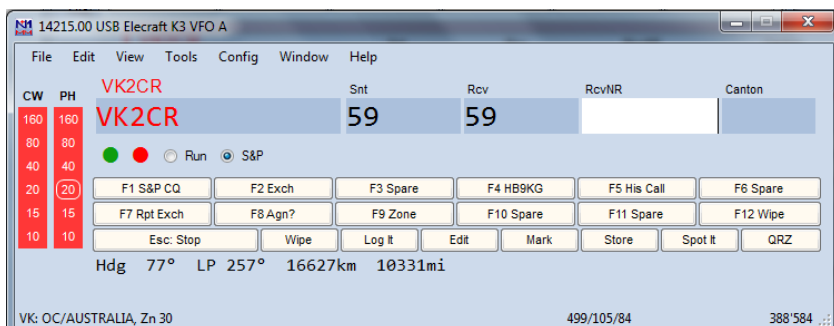 N1 14215.00 USB Elecraft K3 VFO A
File Edit View Tools Config Window Help
CW PH VK2CR Snt Rcv RcvNR Canton
160 160 VK2CR 59 59
80 80
40 40 Run S&P
20 20 F1 S&P CQ F2 Exch F3 Spare F4 HB9KG F5 His Call F6 Spare
15 15 F7 Rpt Exch F8 Agn? F9 Zone F10 Spare F11 Spare F12 Wipe
10 10 Esc: Stop Wipe Log It Edit Mark Store Spot It QRZ
Hdg 77° LP 257° 16627km 10331mi
VK: OC/AUSTRALIA, Zn 30 499/105/84 388'584